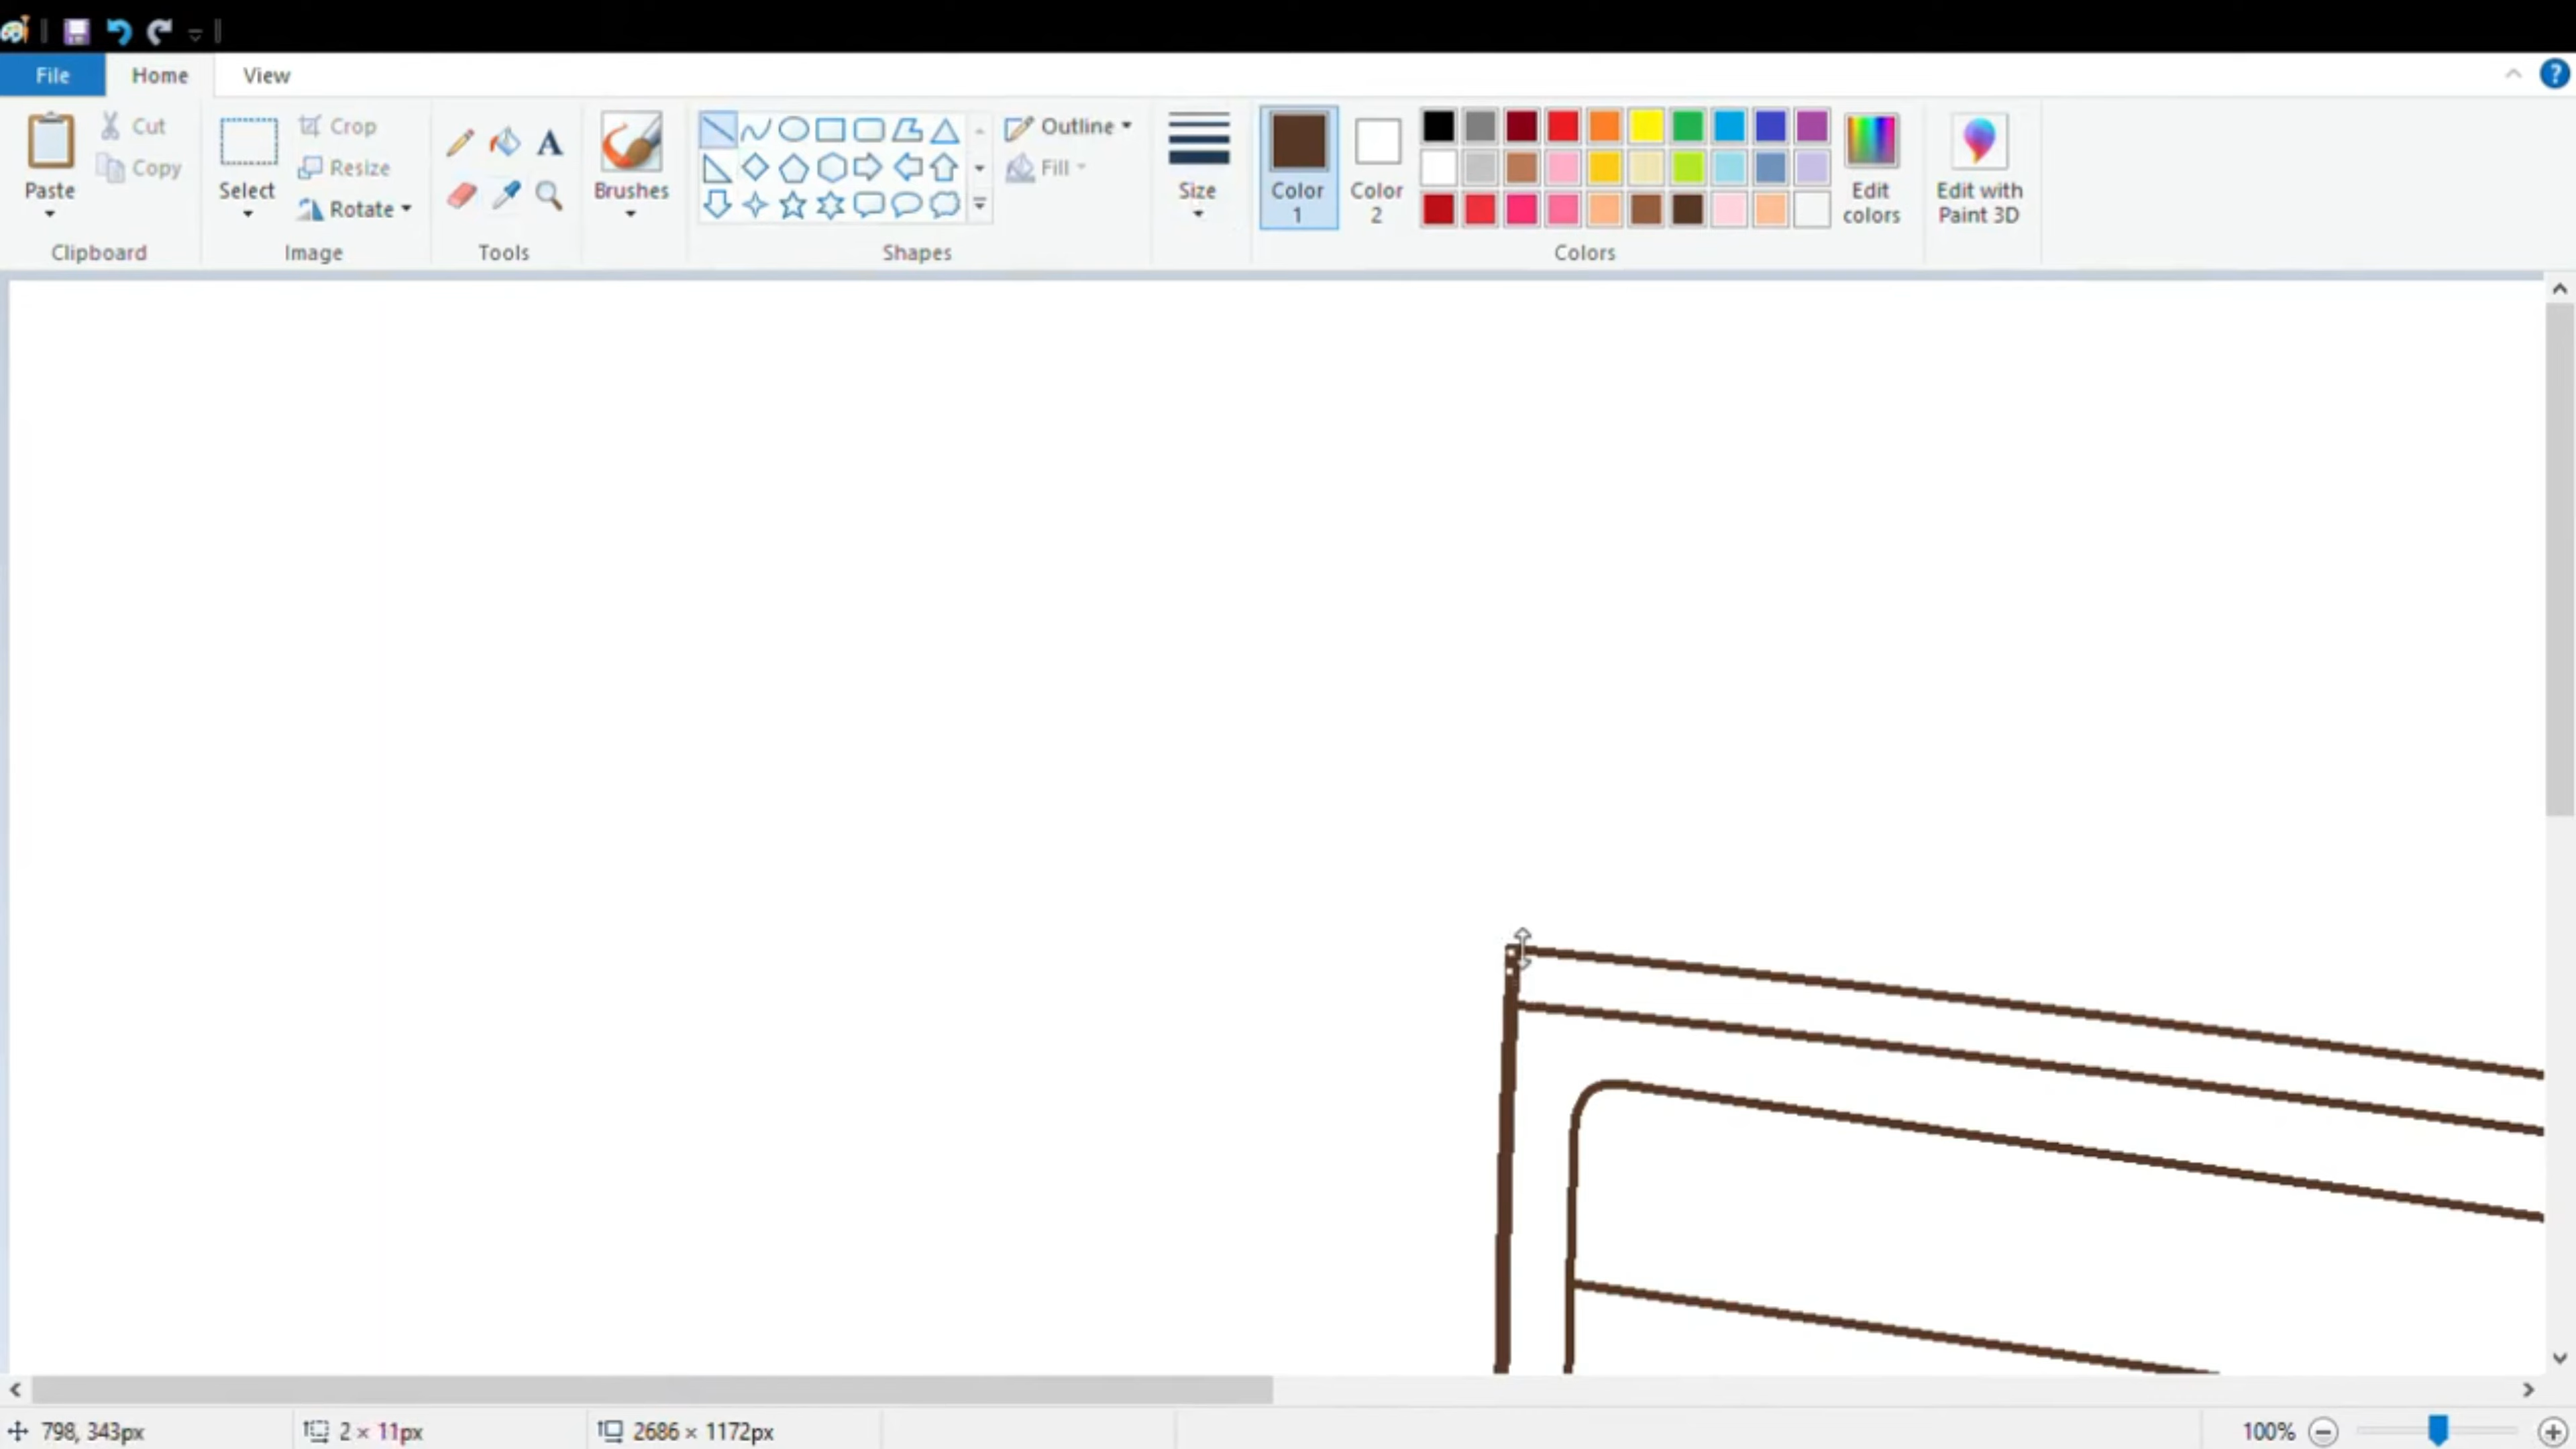 File Home View
Paste Cut Copy
Clipboard
Select Crop Resize Rotate
Image
A
Tools
Brushes
Outline Fill
Shapes
Size
Color 1
Color 2
Edit colors
Colors
Edit with Paint 3D
?
798, 343px 2 × 11px 2686 × 1172px 100%